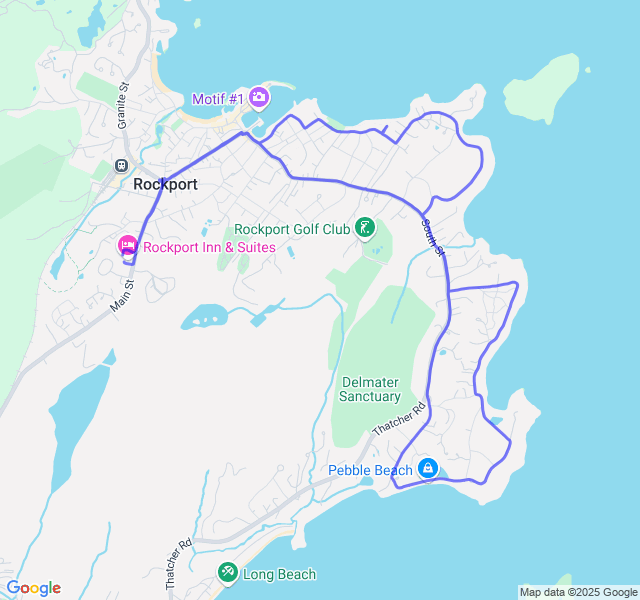 Granite St
Motif #1
Rockport
Rockport Golf Club
South St
Rockport Inn & Suites
Main St
Delmater
Sanctuary
Thatcher Rd
Pebble Beach
Thatcher Rd
Long Beach
Google
Map data ©2025 Google